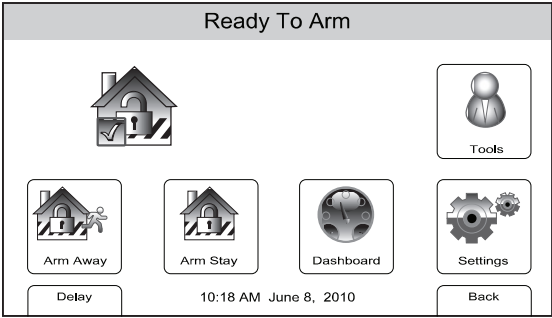 Ready To Arm
Tools
Arm Away
Arm Stay
Dashboard
Settings
Delay
10:18 AM June 8, 2010
Back